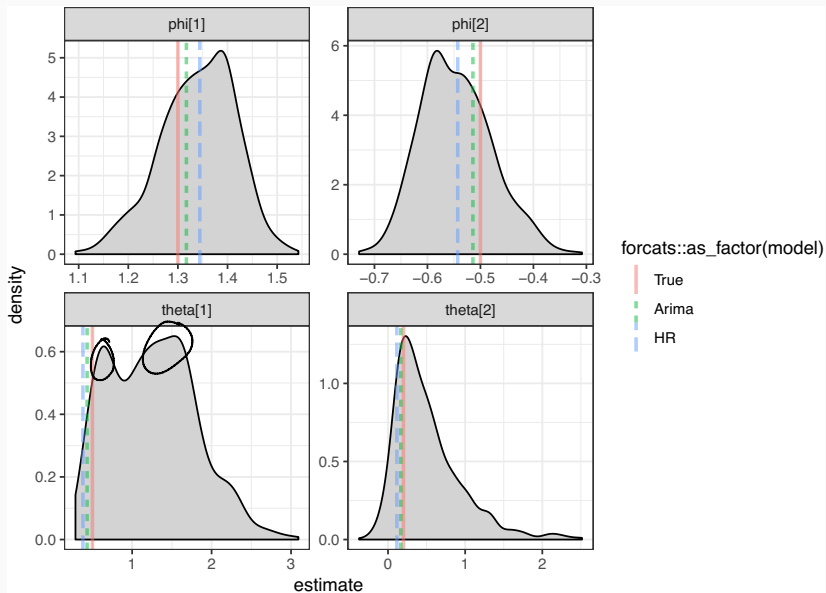 phi[1]
phi[2]
5
4
3
2
1
0
6
4
2
0
1.1 1.2 1.3 1.4 1.5
−0.7 −0.6 −0.5 −0.4 −0.3
density
theta[1]
theta[2]
0.6
0.4
0.2
0.0
1.0
0.5
0.0
1 2 3
0 1 2
estimate
forcats::as_factor(model)
True
Arima
HR